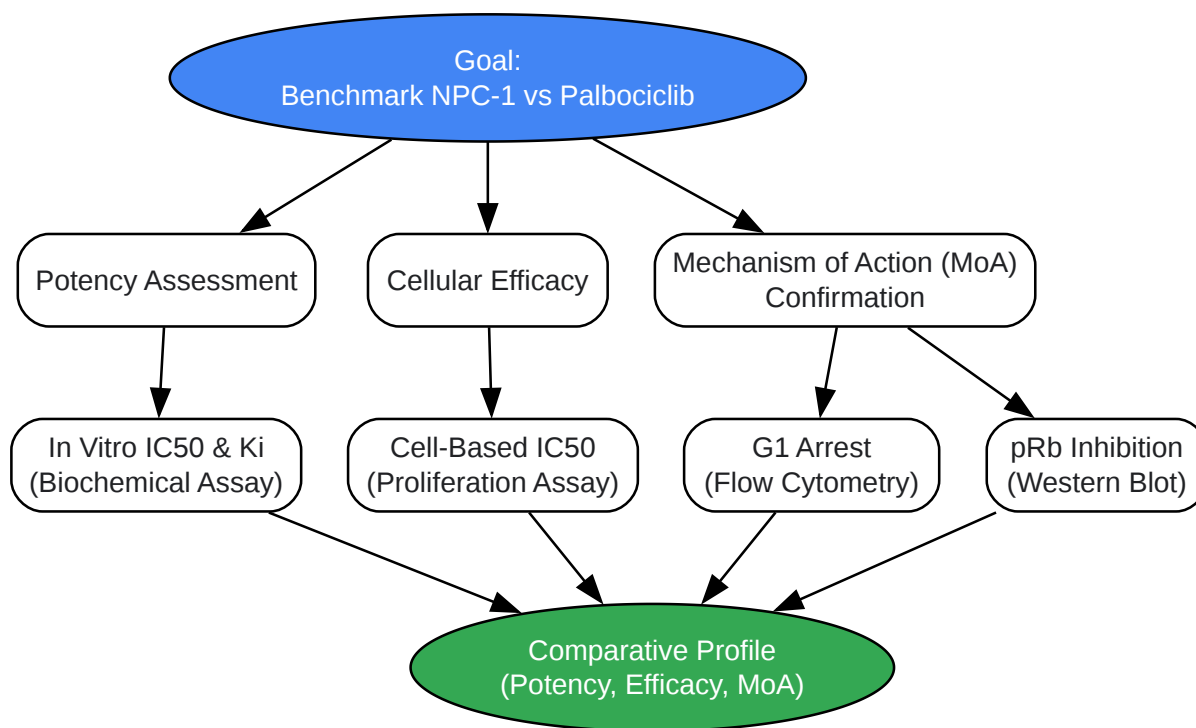 Goal:
Benchmark NPC-1 vs Palbociclib
Potency Assessment
Cellular Efficacy
Mechanism of Action (MoA)
Confirmation
In Vitro IC50 & Ki
(Biochemical Assay)
Cell-Based IC50
(Proliferation Assay)
G1 Arrest
(Flow Cytometry)
pRb Inhibition
(Western Blot)
Comparative Profile
(Potency, Efficacy, MoA)